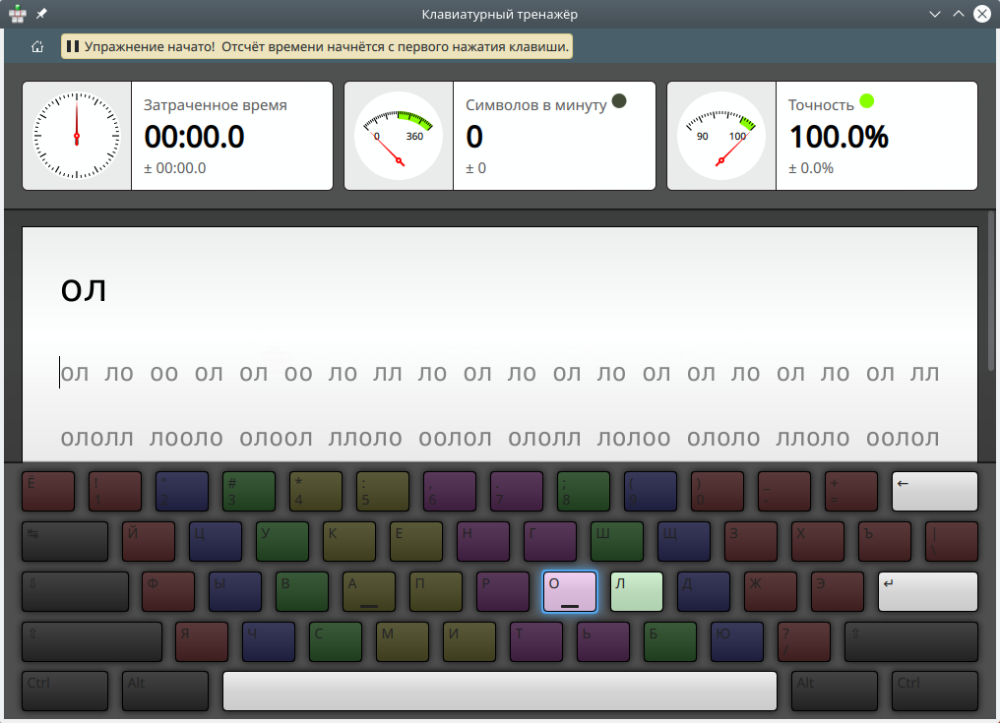 Клавиатурный тренажёр
Упражнение начато! Отсчёт времени начнётся с первого нажатия клавиши.
Затраченное время
00:00.0
± 00:00.0
Символов в минуту
0
± 0
0 360
Точность
100.0%
± 0.0%
90 100
ол
ол ло оо ол ол оо ло лл ло ол ло ол ло ол ол ло ол ло ол лл
ололл лооло олоол ллоло оолол ололл лолоо ололо ллоло оолол
Ё ! " # * : , . ; ( ) _ + ←
1 2 3 4 5 6 7 8 9 0 - =
↹ Й Ц У К Е Н Г Ш Щ З Х Ъ |
\
⇩ Ф Ы В А П Р О Л Д Ж Э ↵
⇧ Я Ч С М И Т Ь Б Ю ? ⇧
/
Ctrl Alt Alt Ctrl